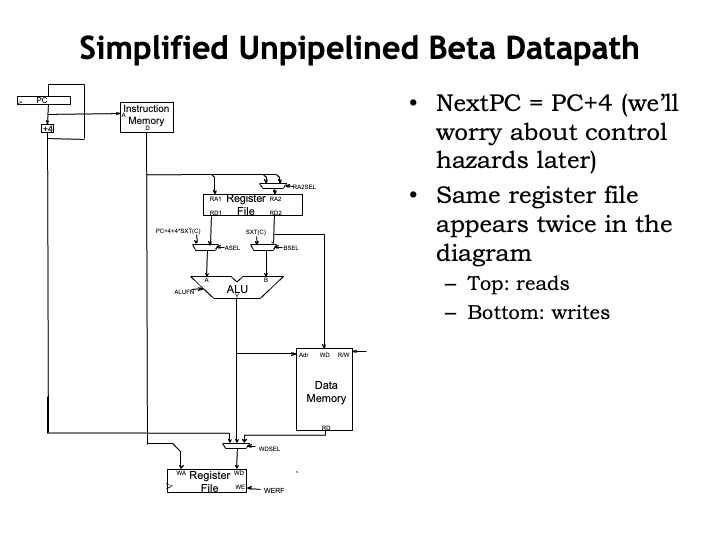 Simplified Unpipelined Beta Datapath
PC
+4
Instruction
Memory
A
D
RA2SEL
RA1
Register
File
RA2
RD1
RD2
PC+4+4*SXT(C)
SXT(C)
ASEL
BSEL
A
B
ALU
Y
ALUFN
Adr
WD
R/W
Data
Memory
RD
WDSEL
WA
Register
File
WD
WE
WERF
• NextPC = PC+4 (we’ll
worry about control
hazards later)
• Same register file
appears twice in the
diagram
– Top: reads
– Bottom: writes